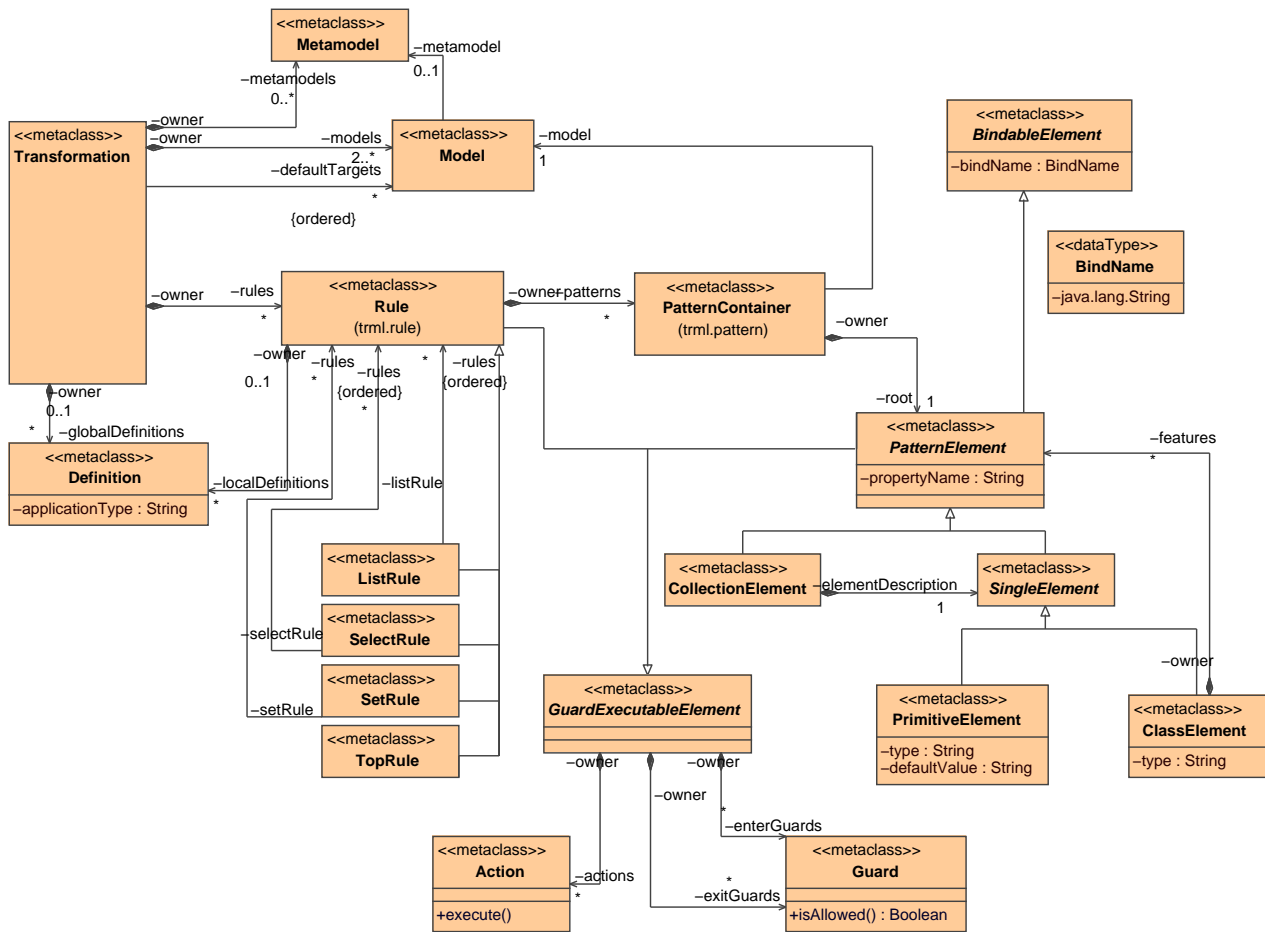 <<metaclass>>
Metamodel
–metamodel
0..1
–metamodels
0..*
–owner
<<metaclass>>
Transformation
–owner
–models
2..*
<<metaclass>>
Model
–model
1
–defaultTargets
*
{ordered}
<<metaclass>>
BindableElement
–bindName : BindName
<<dataType>>
BindName
–java.lang.String
–owner
–rules
*
<<metaclass>>
Rule
(trml.rule)
–owner
–patterns
*
<<metaclass>>
PatternContainer
(trml.pattern)
–owner
–root
1
–owner
0..1
–rules
*
–rules
{ordered}
*
*
–rules
{ordered}
–owner
0..1
*
–globalDefinitions
<<metaclass>>
Definition
–applicationType : String
–localDefinitions
*
–listRule
<<metaclass>>
PatternElement
–propertyName : String
–features
*
<<metaclass>>
ListRule
<<metaclass>>
CollectionElement
–elementDescription
1
<<metaclass>>
SingleElement
–selectRule
<<metaclass>>
SelectRule
–setRule
<<metaclass>>
SetRule
<<metaclass>>
TopRule
<<metaclass>>
GuardExecutableElement
<<metaclass>>
PrimitiveElement
–type : String
–defaultValue : String
–owner
<<metaclass>>
ClassElement
–type : String
–owner
–owner
–owner
*
–enterGuards
<<metaclass>>
Action
+execute()
–actions
*
*
–exitGuards
<<metaclass>>
Guard
+isAllowed() : Boolean